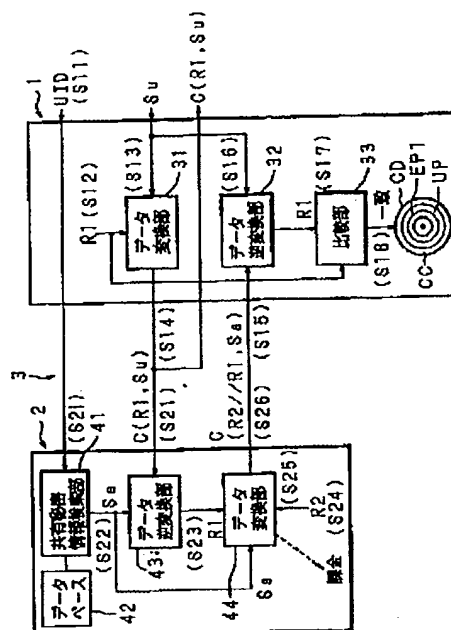 3
2
1
UID
(S11)
(S21)
41
共有秘密
情報検索部
データ
ベース
42
(S22)
Sa
R1(S12)
(S13)
Su
31
データ
変換部
C(R1,Su)
(S14)
C(R1,Su)
(S21)
データ
逆変換部
43
(S23)
R1
(S16)
32
データ
逆変換部
C
(R2//R1,Sa)
(S15)
(S26)
データ
変換部
44
Sa
(S25)
R2
(S24)
課金
R1
(S17)
33
比較部
(S18)
一致
CD
EP1
UP
CC